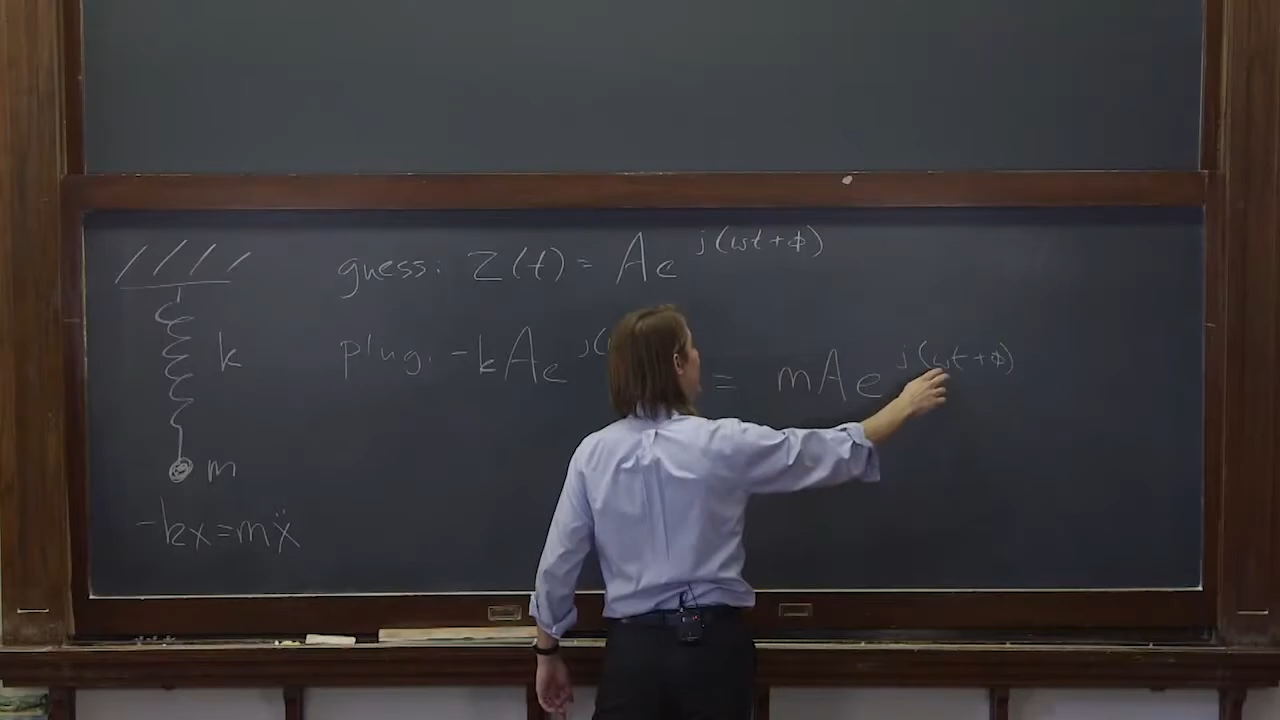 guess: Z(t) = Ae^j(ωt+ϕ)
k
plug: -kAe^j( = mAe^j(ωt+ϕ)
m
-kx=mẍ